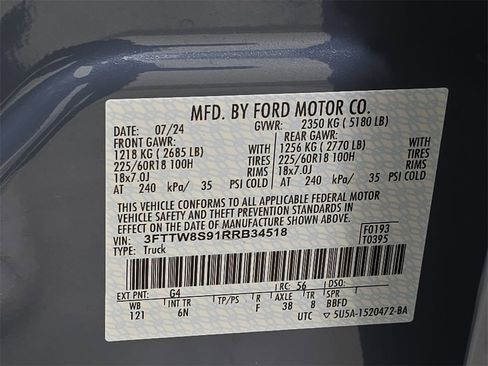 MFD. BY FORD MOTOR CO.
DATE: 07/24 GVWR: 2350 KG ( 5180 LB)
FRONT GAWR: REAR GAWR:
1218 KG ( 2685 LB) 1256 KG ( 2770 LB)
225/60R18 100H TIRES 225/60R18 100H TIRES
18x7.0J RIMS 18x7.0J RIMS
AT 240 kPa/ 35 PSI COLD AT 240 kPa/ 35 PSI COLD
THIS VEHICLE CONFORMS TO ALL APPLICABLE FEDERAL MOTOR
VEHICLE SAFETY, BUMPER, AND THEFT PREVENTION STANDARDS IN
EFFECT ON THE DATE OF MANUFACTURE SHOWN ABOVE.
VIN: 3FTTW8S91RRB34518 F0193
TYPE: Truck T0395
EXT PNT: G4 RC: 56
WB INT TR TP/PS R AXLE TR SPR
121 6N F 3B 8 BBFD
UTC 5U5A-1520472-BA